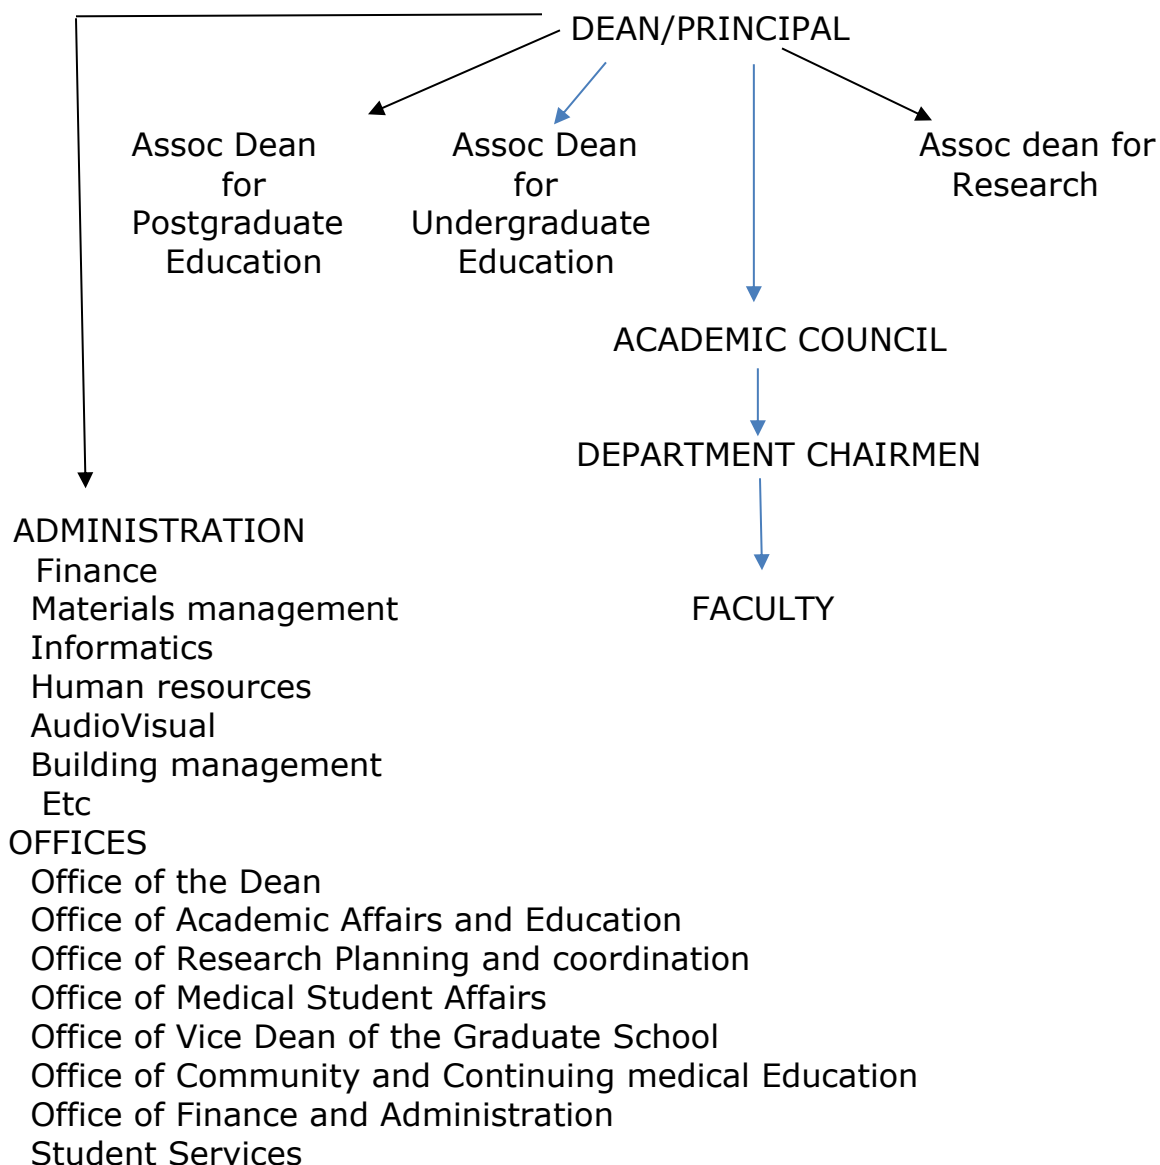 DEAN/PRINCIPAL
Assoc Dean
for
Postgraduate
Education
Assoc Dean
for
Undergraduate
Education
Assoc dean for
Research
ACADEMIC COUNCIL
DEPARTMENT CHAIRMEN
FACULTY
ADMINISTRATION
Finance
Materials management
Informatics
Human resources
AudioVisual
Building management
Etc
OFFICES
Office of the Dean
Office of Academic Affairs and Education
Office of Research Planning and coordination
Office of Medical Student Affairs
Office of Vice Dean of the Graduate School
Office of Community and Continuing medical Education
Office of Finance and Administration
Student Services